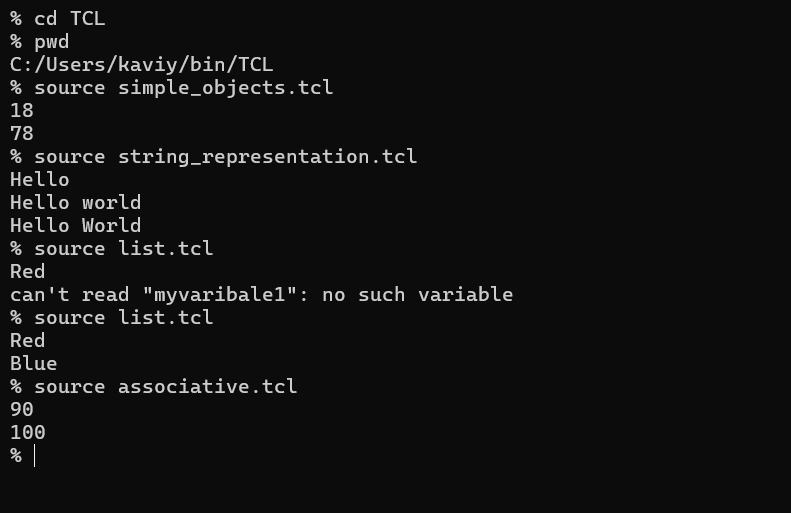 % cd TCL
% pwd
C:/Users/kaviy/bin/TCL
% source simple_objects.tcl
18
78
% source string_representation.tcl
Hello
Hello world
Hello World
% source list.tcl
Red
can't read "myvaribale1": no such variable
% source list.tcl
Red
Blue
% source associative.tcl
90
100
%